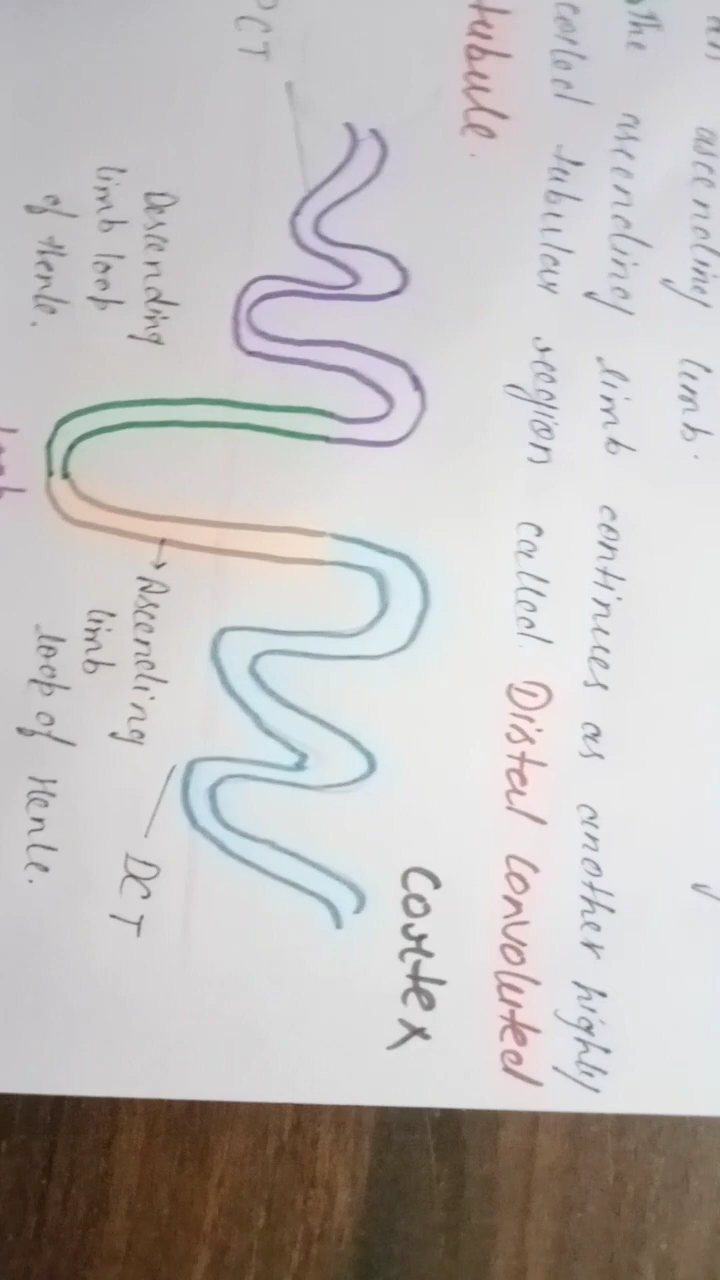 an ascending limb.
the ascending limb continues as another highly
coiled tubular region called Distal convoluted
tubule.
Cortex
PCT
Descending
limb loop
of Henle.
Ascending
limb
loop of Henle.
DCT